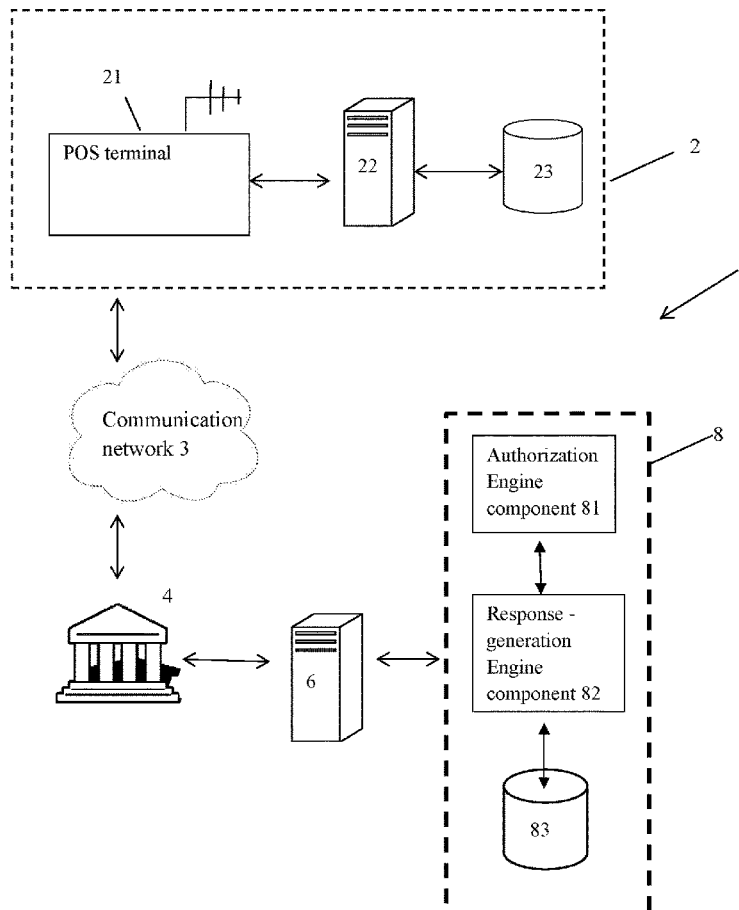 21
POS terminal
22
23
2
Communication
network 3
8
Authorization
Engine
component 81
4
Response -
generation
Engine
component 82
6
83